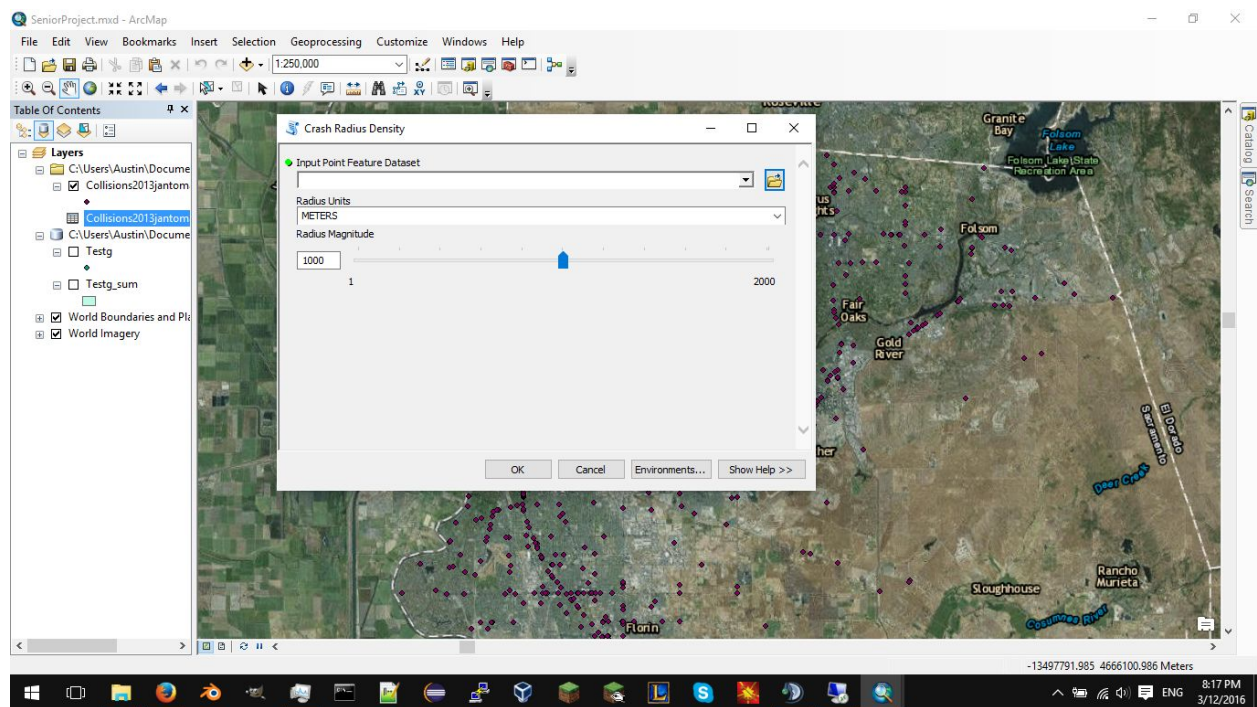 SeniorProject.mxd - ArcMap
File Edit View Bookmarks Insert Selection Geoprocessing Customize Windows Help
1:250,000
Table Of Contents
Layers
C:\Users\Austin\Docume
Collisions2013jantom
Collisions2013jantom
C:\Users\Austin\Docume
Testg
Testg_sum
World Boundaries and Pla
World Imagery
Crash Radius Density
Input Point Feature Dataset
Radius Units
METERS
Radius Magnitude
1000
1
2000
OK
Cancel
Environments...
Show Help >>
Granite
Bay
Folsom
Lake
Folsom Lake State
Recreation Area
Folsom
Fair
Oaks
Gold
River
El Dorado
Sacramento
Deer Creek
Rancho
Murieta
Sloughhouse
Cosumnes River
Florin
Catalog
Search
-13497791.985 4666100.986 Meters
ENG
8:17 PM
3/12/2016